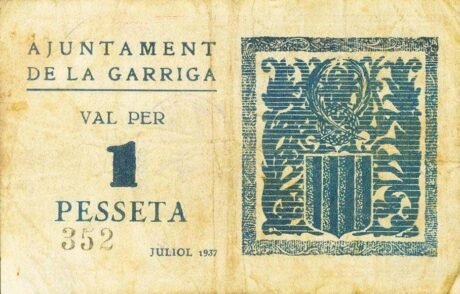 AJUNTAMENT
DE LA GARRIGA
VAL PER
1
PESSETA
352
JULIOL 1937